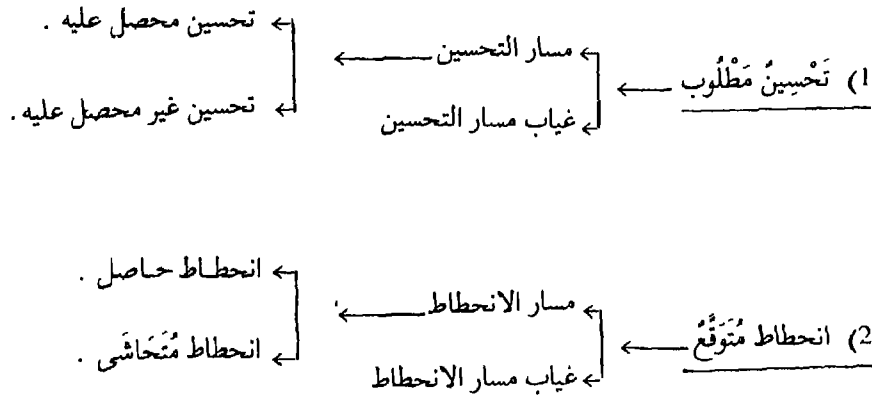 تحسين محصل عليه .
مسار التحسين
1) تَحْسِينٌ مَطْلُوب
تحسين غير محصل عليه .
غياب مسار التحسين
انحطاط حاصل .
مسار الانحطاط
2) انحطاط مُتَوَقَّعٌ
انحطاط مُتَحَاشَى .
غياب مسار الانحطاط